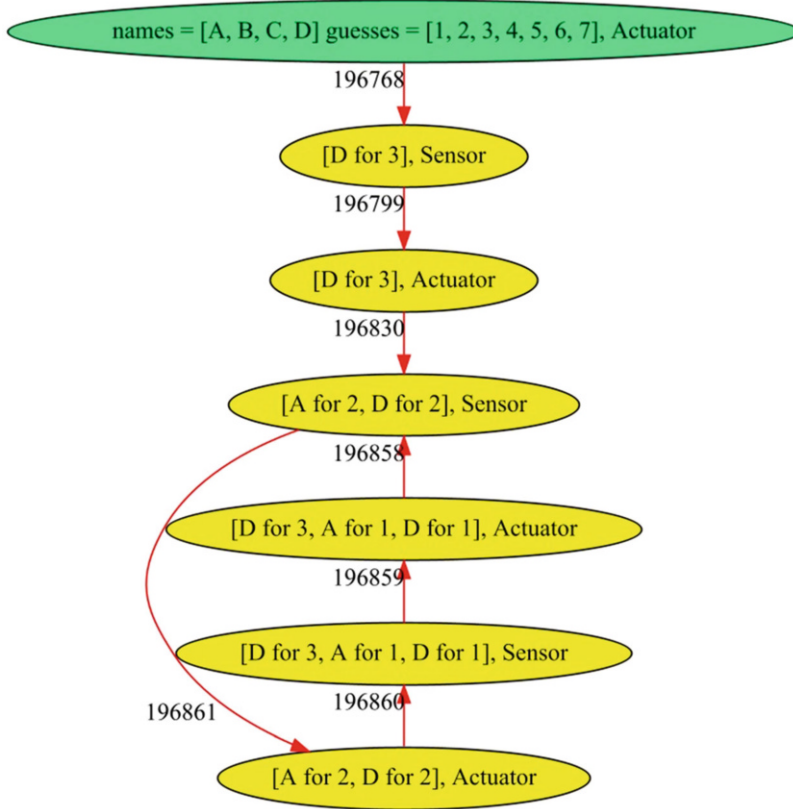 names = [A, B, C, D] guesses = [1, 2, 3, 4, 5, 6, 7], Actuator
196768
[D for 3], Sensor
196799
[D for 3], Actuator
196830
[A for 2, D for 2], Sensor
196858
[D for 3, A for 1, D for 1], Actuator
196859
[D for 3, A for 1, D for 1], Sensor
196860
196861
[A for 2, D for 2], Actuator